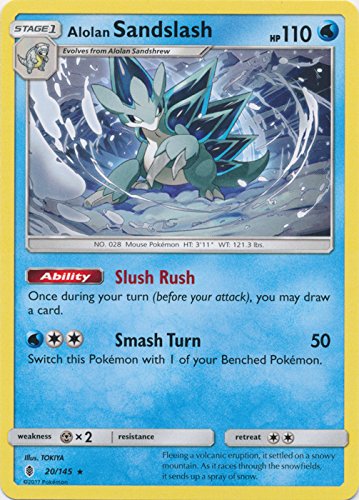 STAGE 1
Alolan Sandslash
HP 110
Evolves from Alolan Sandshrew
NO. 028 Mouse Pokémon HT: 3'11" WT: 121.3 lbs.
Ability Slush Rush
Once during your turn (before your attack), you may draw
a card.
Smash Turn 50
Switch this Pokémon with 1 of your Benched Pokémon.
weakness ×2 resistance retreat
Illus. TOKIYA
20/145 ★
©2017 Pokémon
Fleeing a volcanic eruption, it settled on a snowy
mountain. As it races through the snowfields,
it sends up a spray of snow.